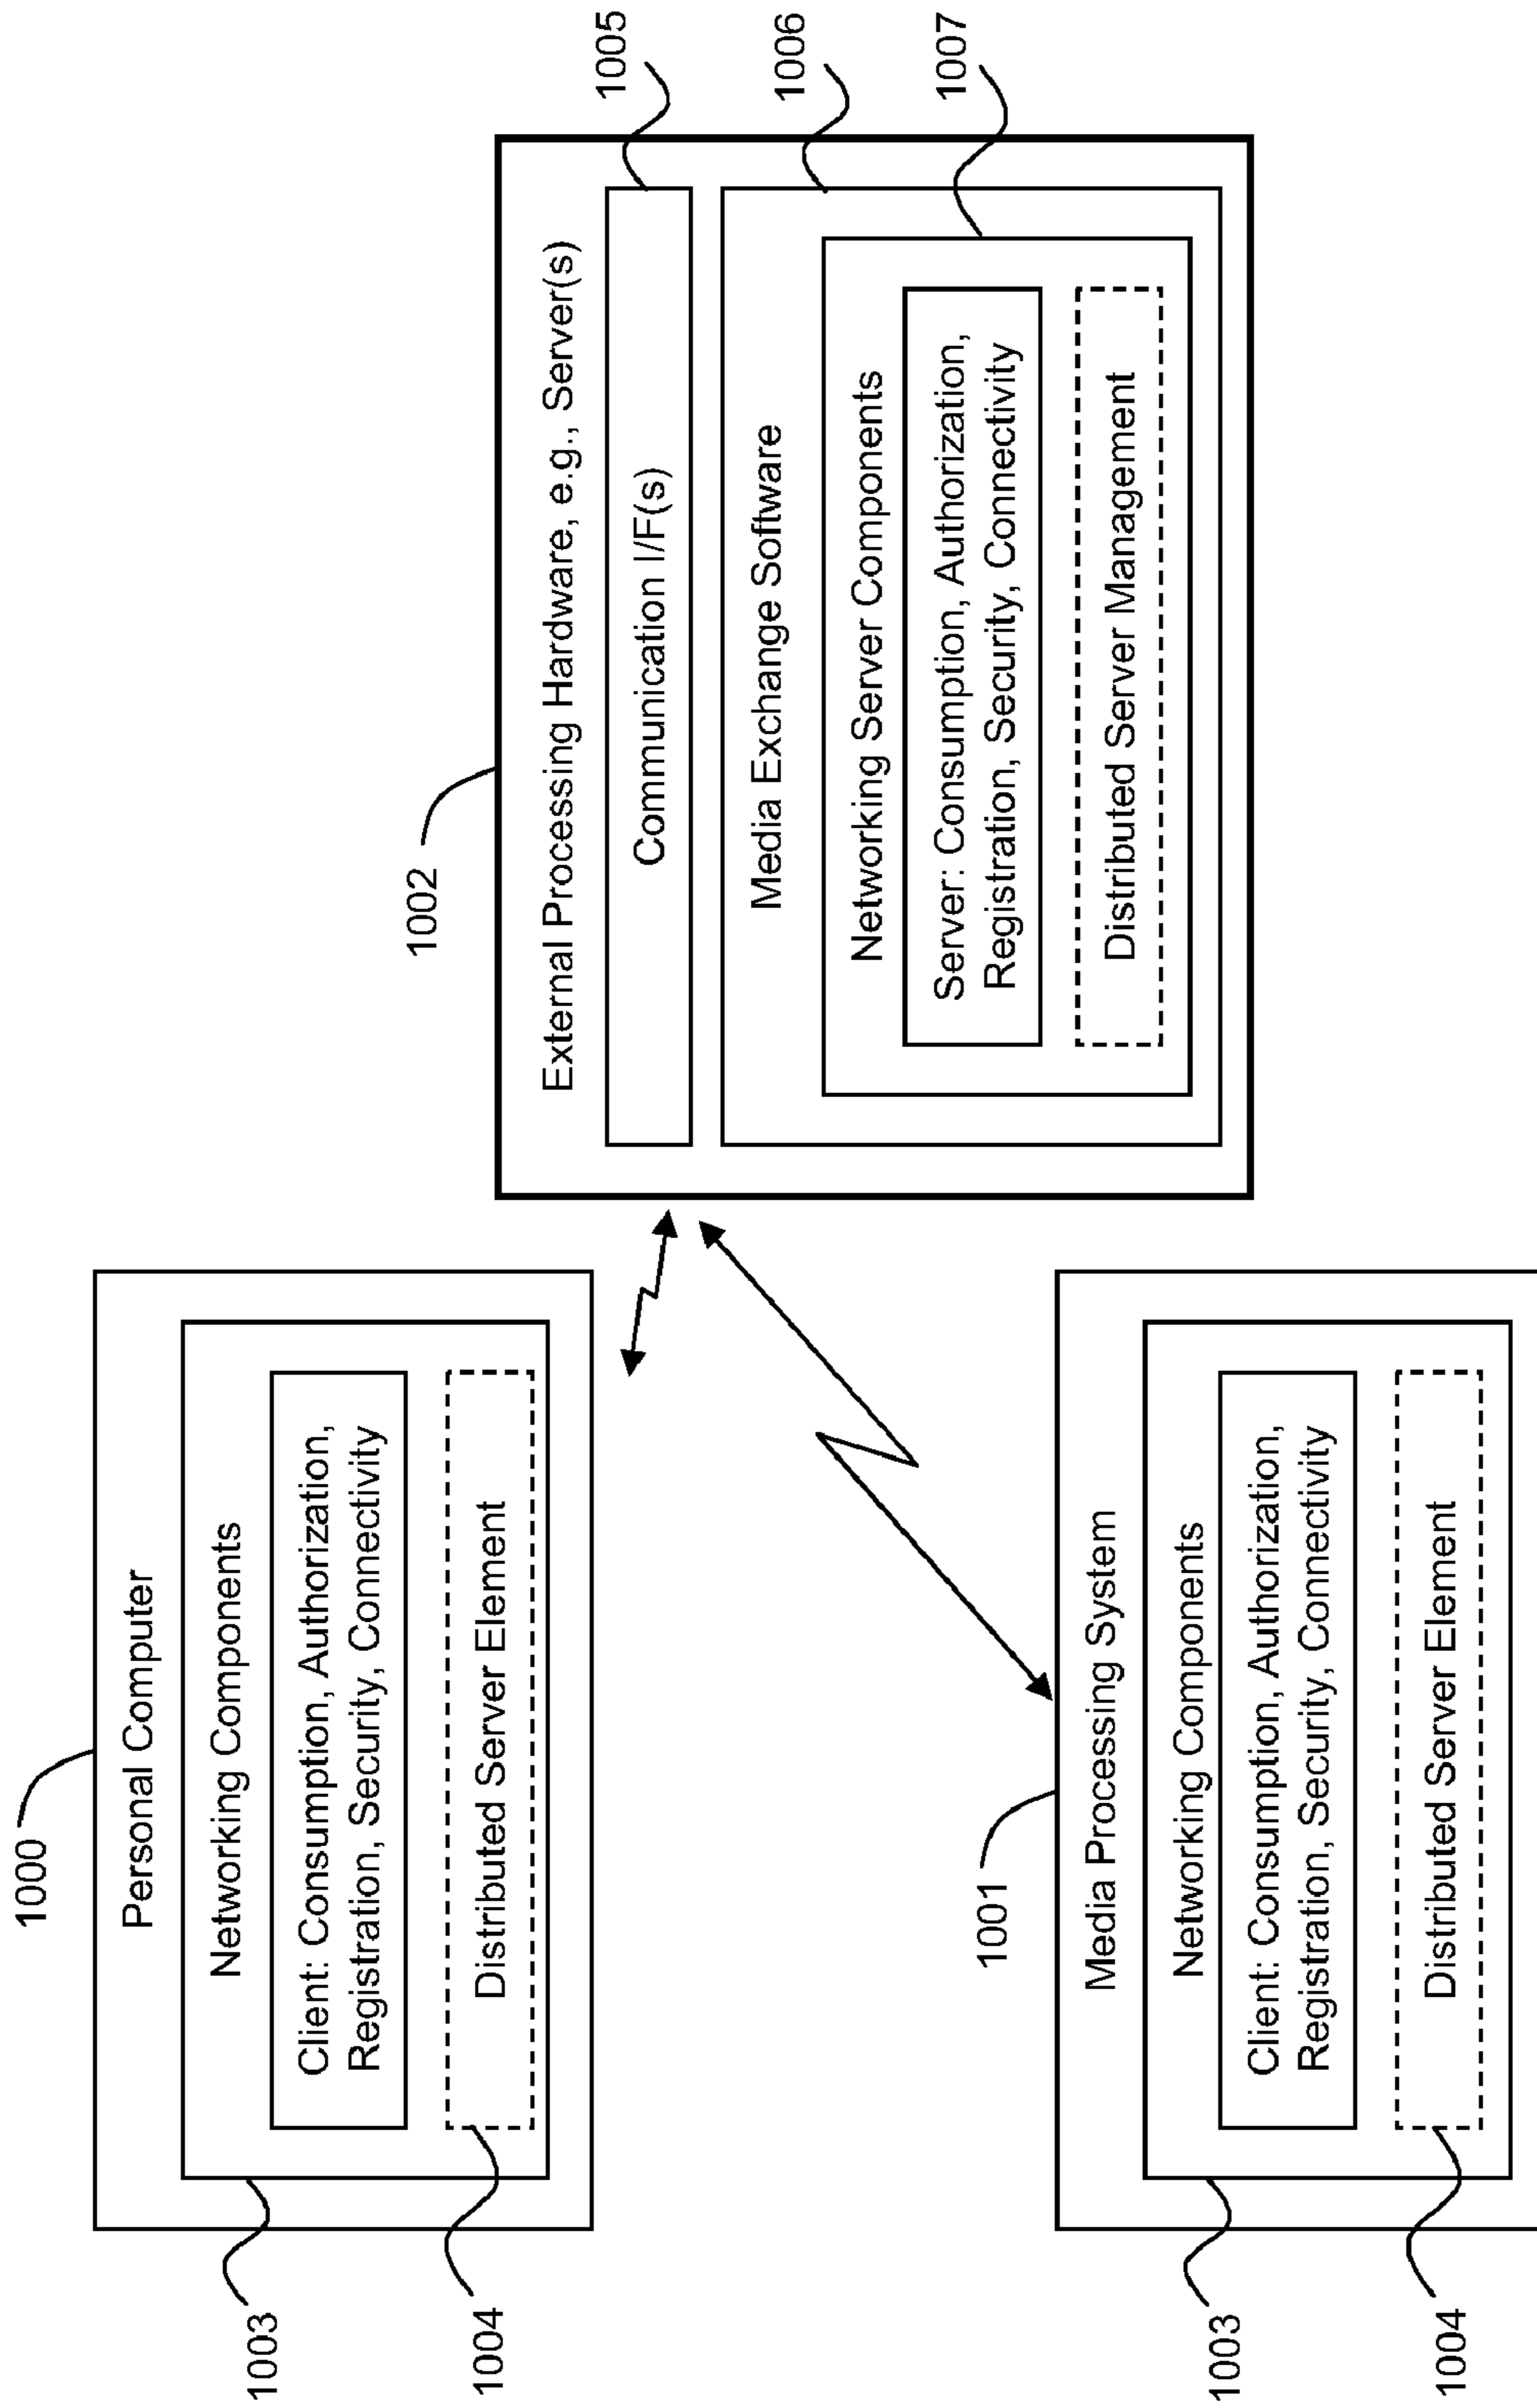 1000
Personal Computer
Networking Components
Client: Consumption, Authorization,
Registration, Security, Connectivity
Distributed Server Element
1003
1004
1002
External Processing Hardware, e.g., Server(s)
Communication I/F(s)
Media Exchange Software
Networking Server Components
Server: Consumption, Authorization,
Registration, Security, Connectivity
Distributed Server Management
1005
1006
1007
1001
Media Processing System
Networking Components
Client: Consumption, Authorization,
Registration, Security, Connectivity
Distributed Server Element
1003
1004